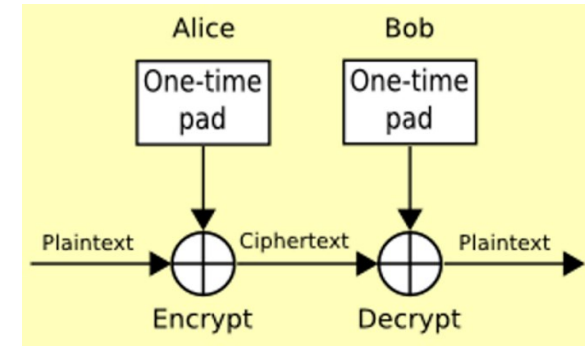 Alice
Bob
One-time
pad
One-time
pad
Plaintext
Ciphertext
Plaintext
Encrypt
Decrypt